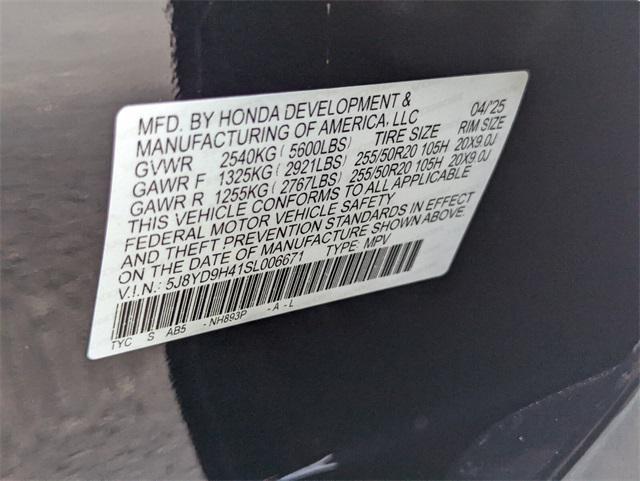 MFD. BY HONDA DEVELOPMENT & 04/'25
MANUFACTURING OF AMERICA, LLC
GVWR 2540KG ( 5600LBS) TIRE SIZE RIM SIZE
GAWR F 1325KG ( 2921LBS) 255/50R20 105H 20X9.0J
GAWR R 1255KG ( 2767LBS) 255/50R20 105H 20X9.0J
THIS VEHICLE CONFORMS TO ALL APPLICABLE
FEDERAL MOTOR VEHICLE SAFETY
AND THEFT PREVENTION STANDARDS IN EFFECT
ON THE DATE OF MANUFACTURE SHOWN ABOVE.
V.I.N.: 5J8YD9H41SL006671 TYPE: MPV
TYC S AB5 -NH893P -A-L